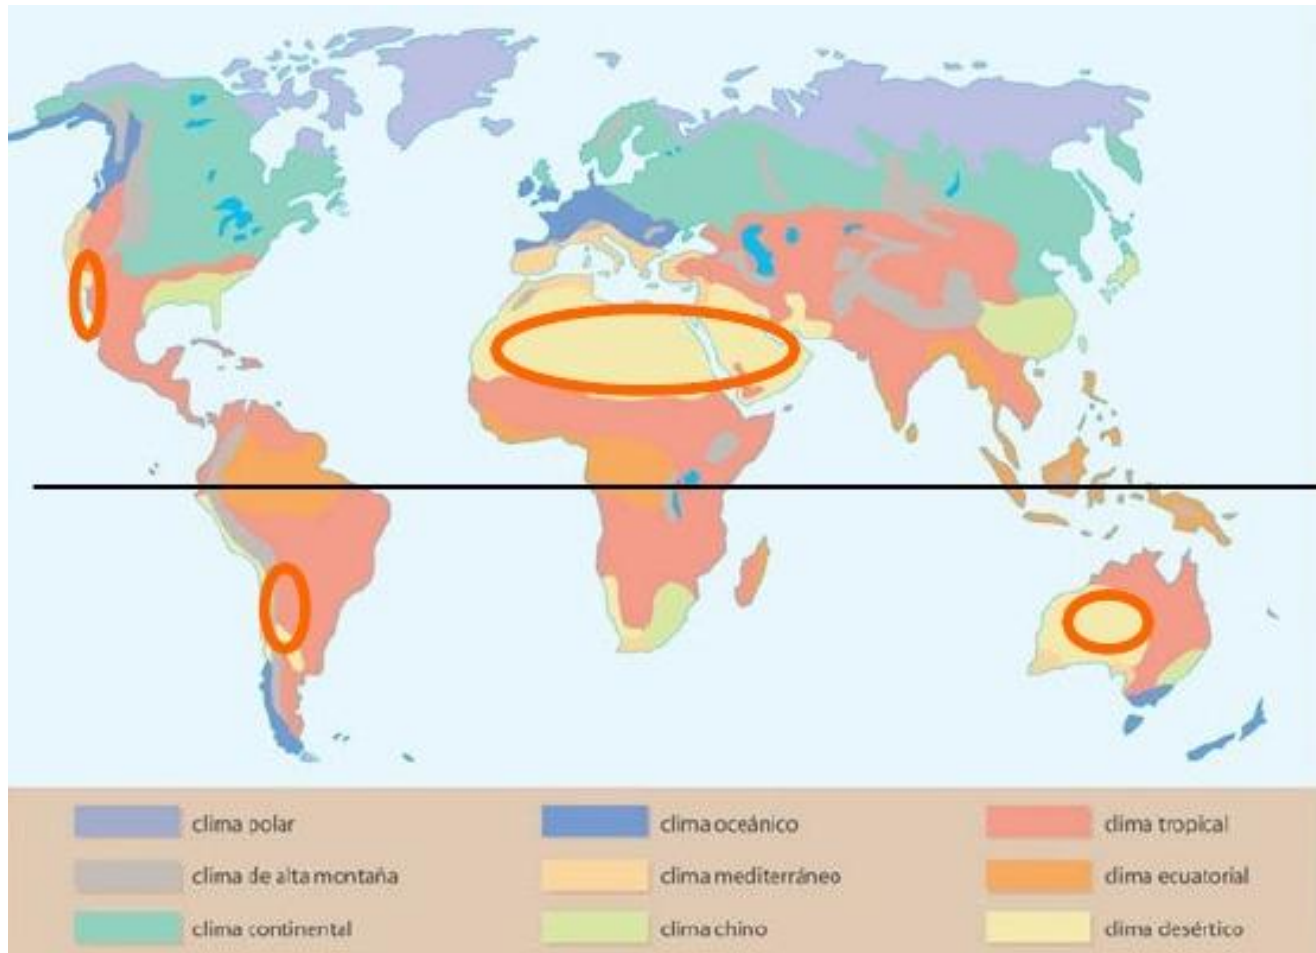 clima polar
clima oceánico
clima tropical
clima de alta montaña
clima mediterráneo
clima ecuatorial
clima continental
clima chino
clima desértico